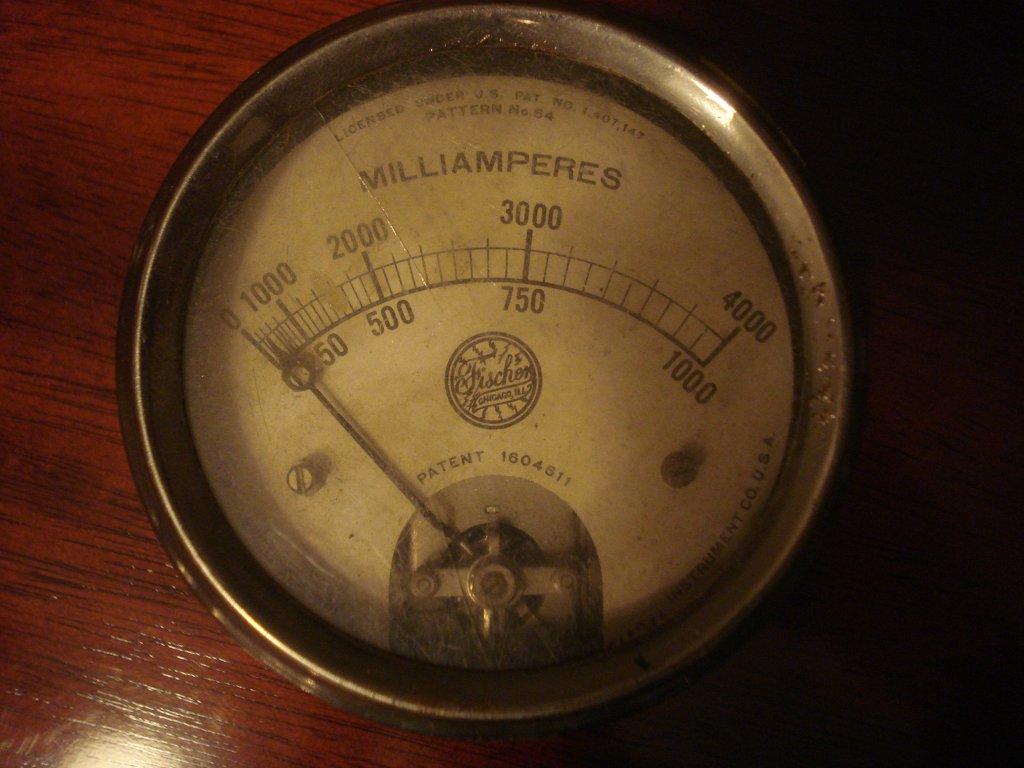 LICENSED UNDER U.S. PAT. NO. 1,407,147
PATTERN No. 64
MILLIAMPERES
0 1000 2000 3000 4000
500 750 1000
Fischer
CHICAGO, ILL.
PATENT 1604611
INSTRUMENT CO. U.S.A.